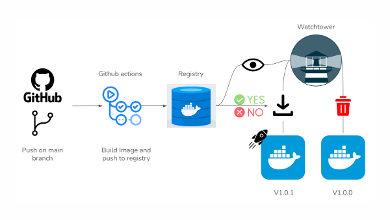 Watchtower
Github actions
Registry
GitHub
YES
NO
Push on main
branch
Build Image and
push to registry
V1.0.1
V1.0.0